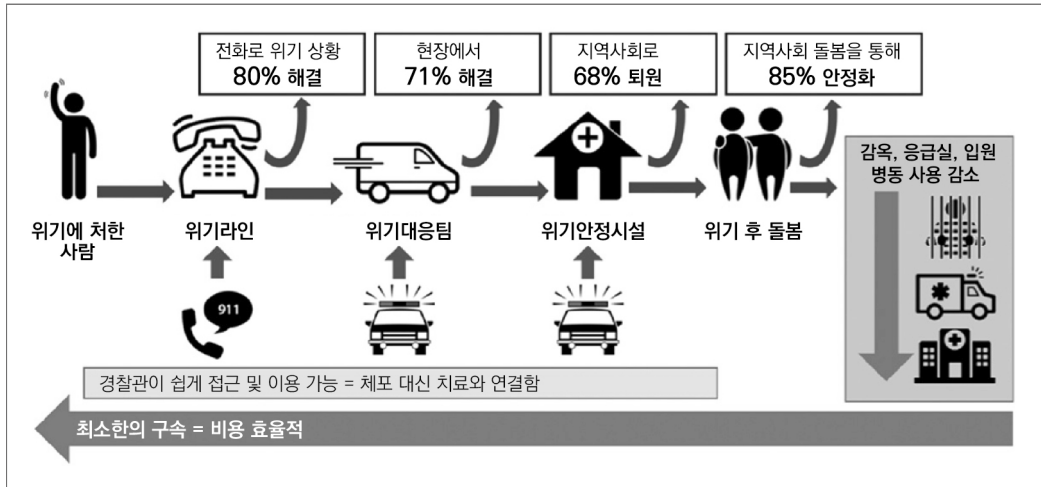 전화로 위기 상황
80% 해결
현장에서
71% 해결
지역사회로
68% 퇴원
지역사회 돌봄을 통해
85% 안정화
위기에 처한
사람
위기라인
위기대응팀
위기안정시설
위기 후 돌봄
감옥, 응급실, 입원
병동 사용 감소
911
경찰관이 쉽게 접근 및 이용 가능 = 체포 대신 치료와 연결함
최소한의 구속 = 비용 효율적